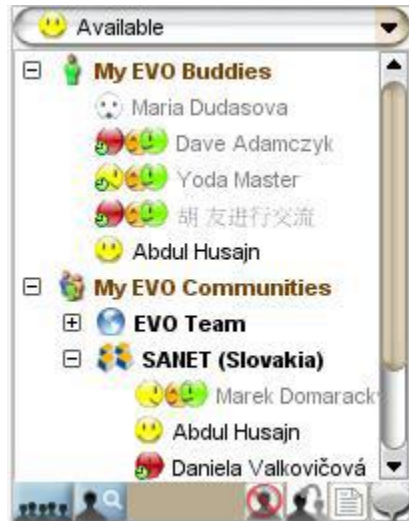 Available
My EVO Buddies
Maria Dudasova
Dave Adamczyk
Yoda Master
胡 友进行交流
Abdul Husajn
My EVO Communities
EVO Team
SANET (Slovakia)
Marek Domarack
Abdul Husajn
Daniela Valkovičová